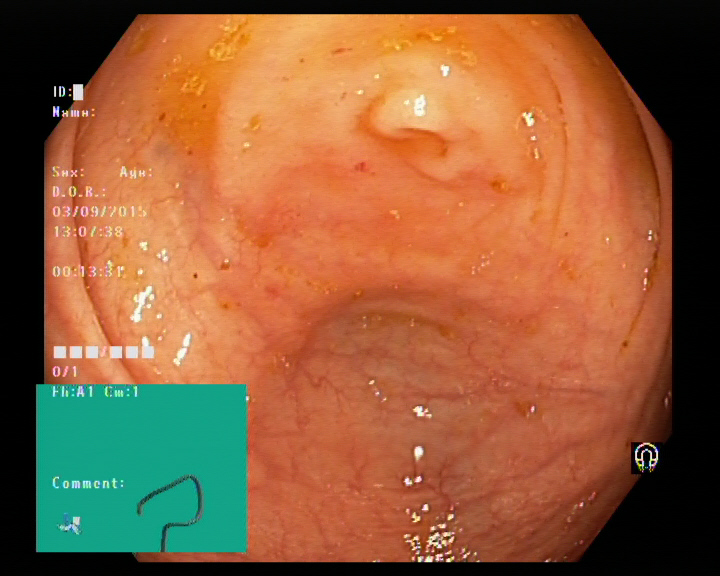 ID:
Name:
Sex: Age:
D.O.B.:
03/09/2015
13:07:38
00:13:31
0/1
Eh:A1 Cm:1
Comment: